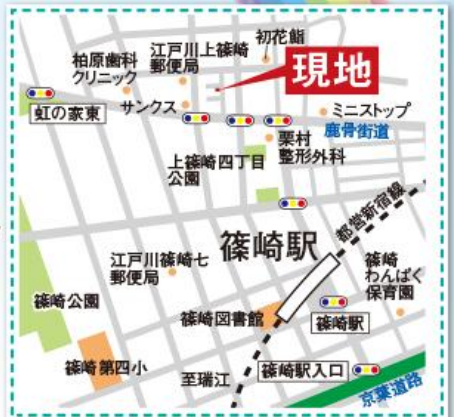 初花鮨
江戸川上篠崎
郵便局
柏原歯科
クリニック
現地
サンクス
ミニストップ
虹の家東
鹿骨街道
栗村
整形外科
上篠崎四丁目
公園
都営新宿線
篠崎駅
江戸川篠崎七
郵便局
篠崎
わんぱく
保育園
篠崎公園
篠崎図書館
篠崎駅
篠崎第四小
至瑞江
篠崎駅入口
京葉道路